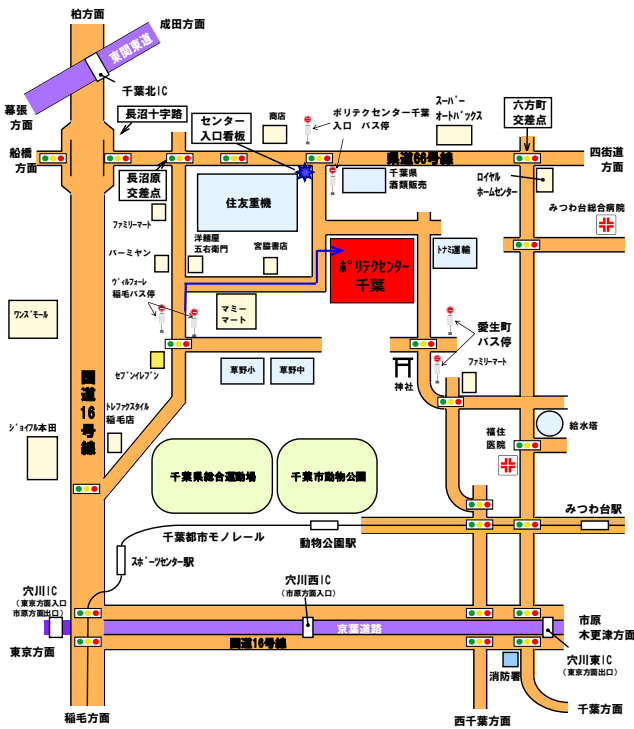 柏方面
成田方面
東関東道
千葉北IC
幕張
方面
長沼十字路
センター
入口看板
商店
ポリテクセンター千葉
入口 バス停
スーパー
オートバックス
六方町
交差点
船橋
方面
県道66号線
四街道
方面
長沼原
交差点
住友重機
千葉県
酒類販売
ロイヤル
ホームセンター
みつわ台総合病院
ファミリーマート
バーミヤン
洋麺屋
五右衛門
宮脇書店
トナミ運輸
ポリテクセンター
千葉
ヴィルフォーレ
稲毛バス停
マミー
マート
ワンズモール
愛生町
バス停
セブンイレブン
草野小
草野中
神社
ファミリーマート
国道16号線
トレファクスタイル
稲毛店
ジョイフル本田
福住
医院
給水塔
千葉県総合運動場
千葉市動物公園
みつわ台駅
千葉都市モノレール
動物公園駅
スポーツセンター駅
穴川IC
(東京方面入口
市原方面出口)
穴川西IC
(市原方面入口)
京葉道路
市原
木更津方面
東京方面
国道16号線
穴川東IC
(東京方面出口)
消防署
稲毛方面
西千葉方面
千葉方面